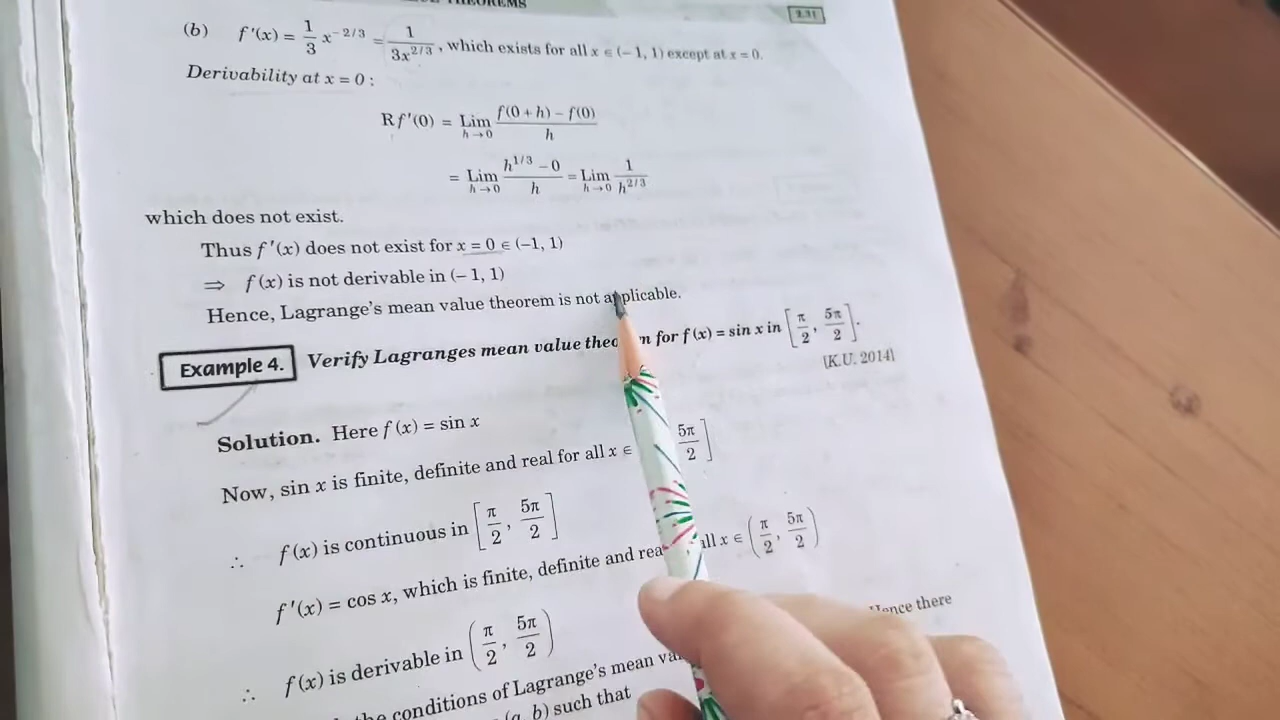 THEOREMS
2.31
(b) f'(x) = 1/3 x^{-2/3} = 1/(3x^{2/3}), which exists for all x ∈ (– 1, 1) except at x = 0.
Derivability at x = 0 :
R f'(0) = Lim_{h→0} (f(0 + h) – f(0))/h
= Lim_{h→0} (h^{1/3} – 0)/h = Lim_{h→0} 1/h^{2/3}
which does not exist.
Thus f'(x) does not exist for x = 0 ∈ (–1, 1)
⇒ f(x) is not derivable in (– 1, 1)
Hence, Lagrange's mean value theorem is not applicable.
Example 4. Verify Lagranges mean value theorem for f(x) = sin x in [π/2, 5π/2].
[K.U. 2014]
Solution. Here f(x) = sin x
Now, sin x is finite, definite and real for all x ∈ 5π/2]
∴ f(x) is continuous in [π/2, 5π/2]
f'(x) = cos x, which is finite, definite and rea all x ∈ (π/2, 5π/2)
∴ f(x) is derivable in (π/2, 5π/2)
the conditions of Lagrange's mean va Hence there
(a, b) such that